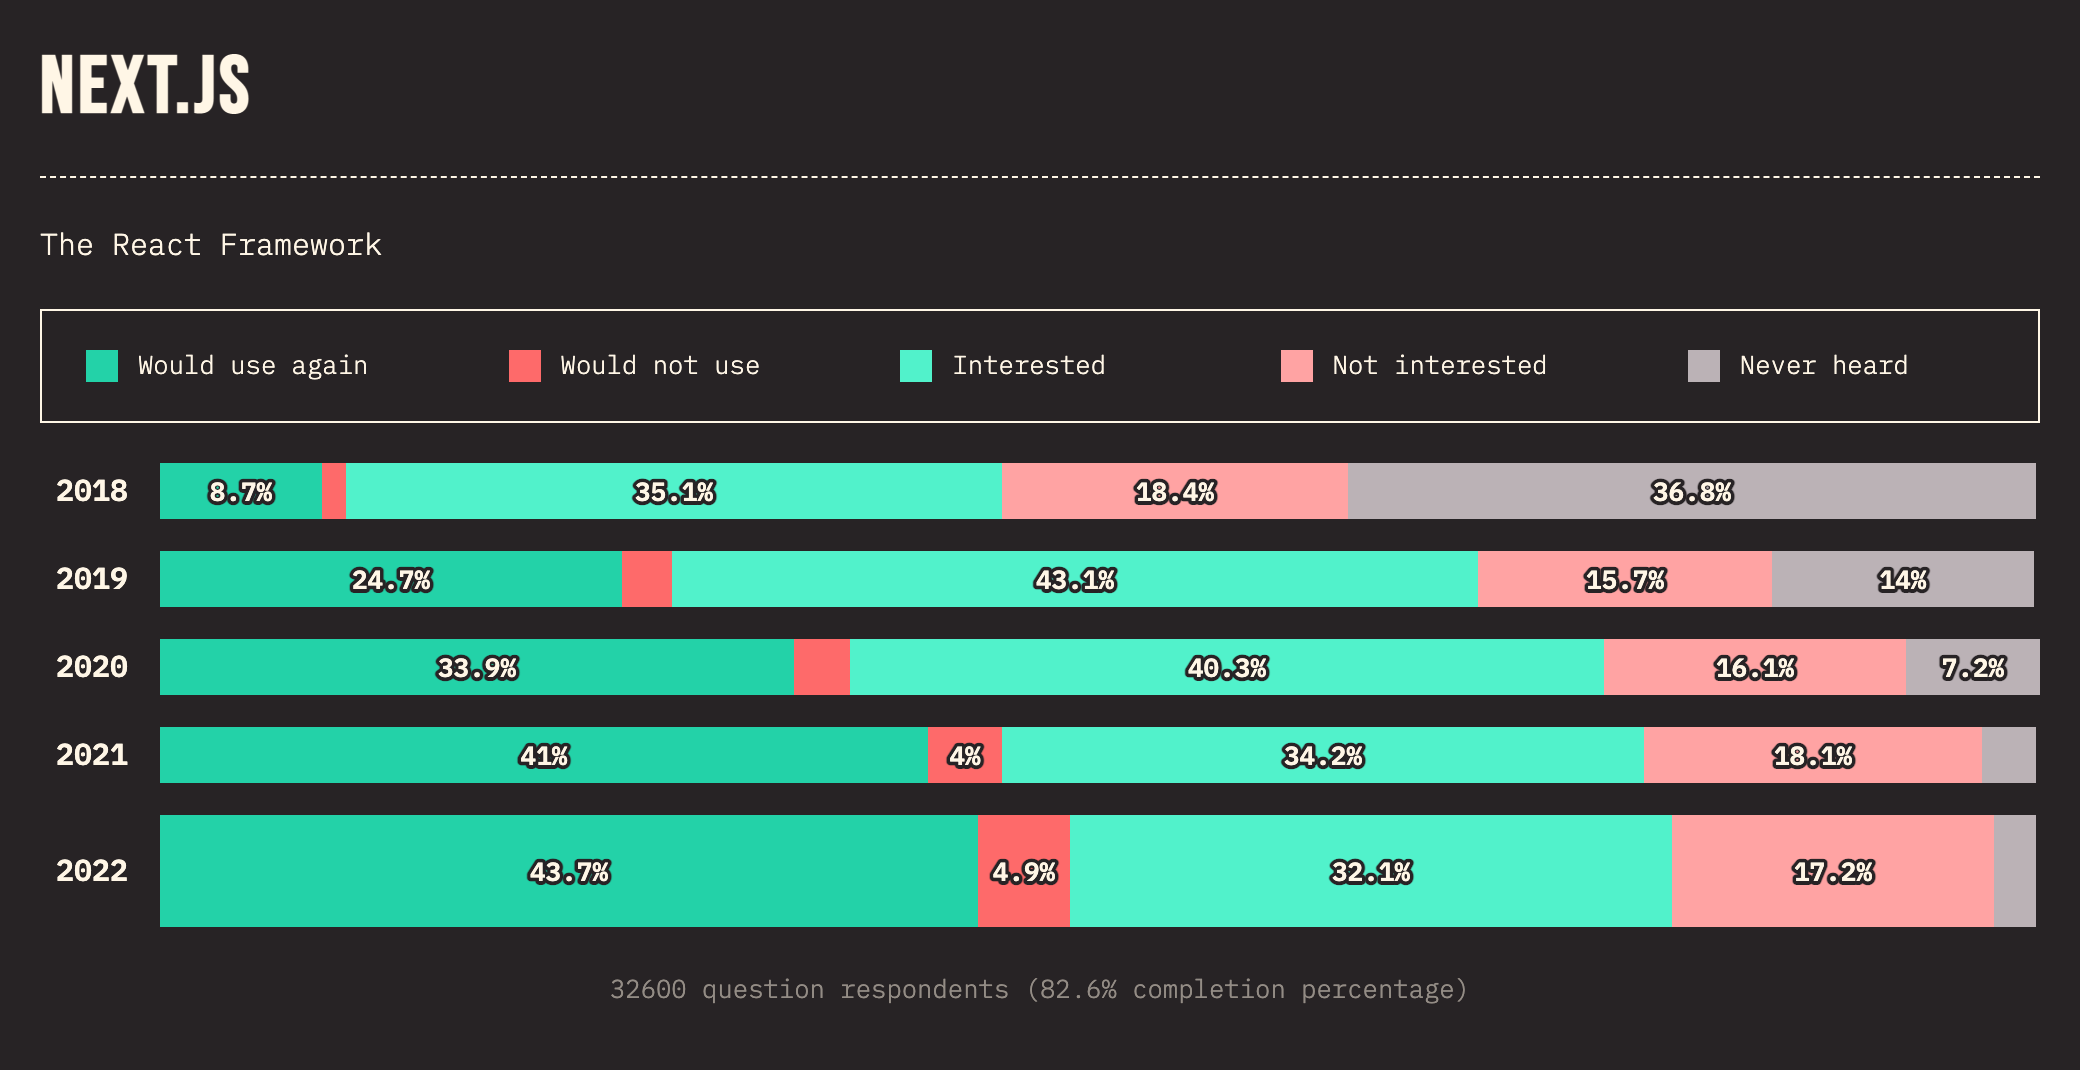 NEXT.JS
The React Framework
Would use again Would not use Interested Not interested Never heard
2018 8.7% 35.1% 18.4% 36.8%
2019 24.7% 43.1% 15.7% 14%
2020 33.9% 40.3% 16.1% 7.2%
2021 41% 4% 34.2% 18.1%
2022 43.7% 4.9% 32.1% 17.2%
32600 question respondents (82.6% completion percentage)